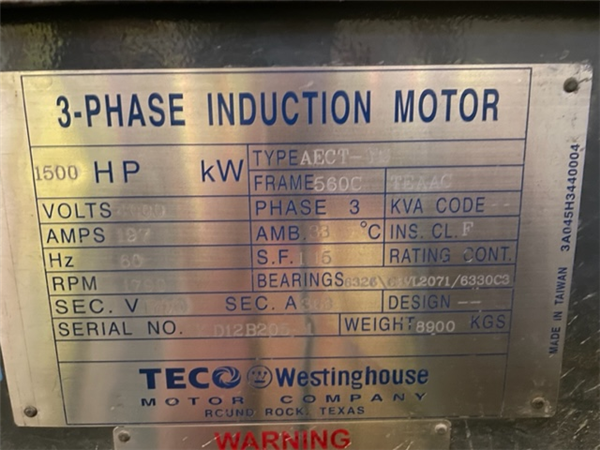 3-PHASE INDUCTION MOTOR
1500 HP kW TYPE AECT-
FRAME 560C TEAAC
VOLTS PHASE 3 KVA CODE --
AMPS AMB. °C INS. CL. F
Hz 60 S.F. RATING CONT.
RPM BEARINGS
SEC. V SEC. A DESIGN --
SERIAL NO. WEIGHT 8900 KGS
TECO Westinghouse
MOTOR COMPANY
ROUND ROCK, TEXAS
MADE IN TAIWAN 3A045H3440004
WARNING